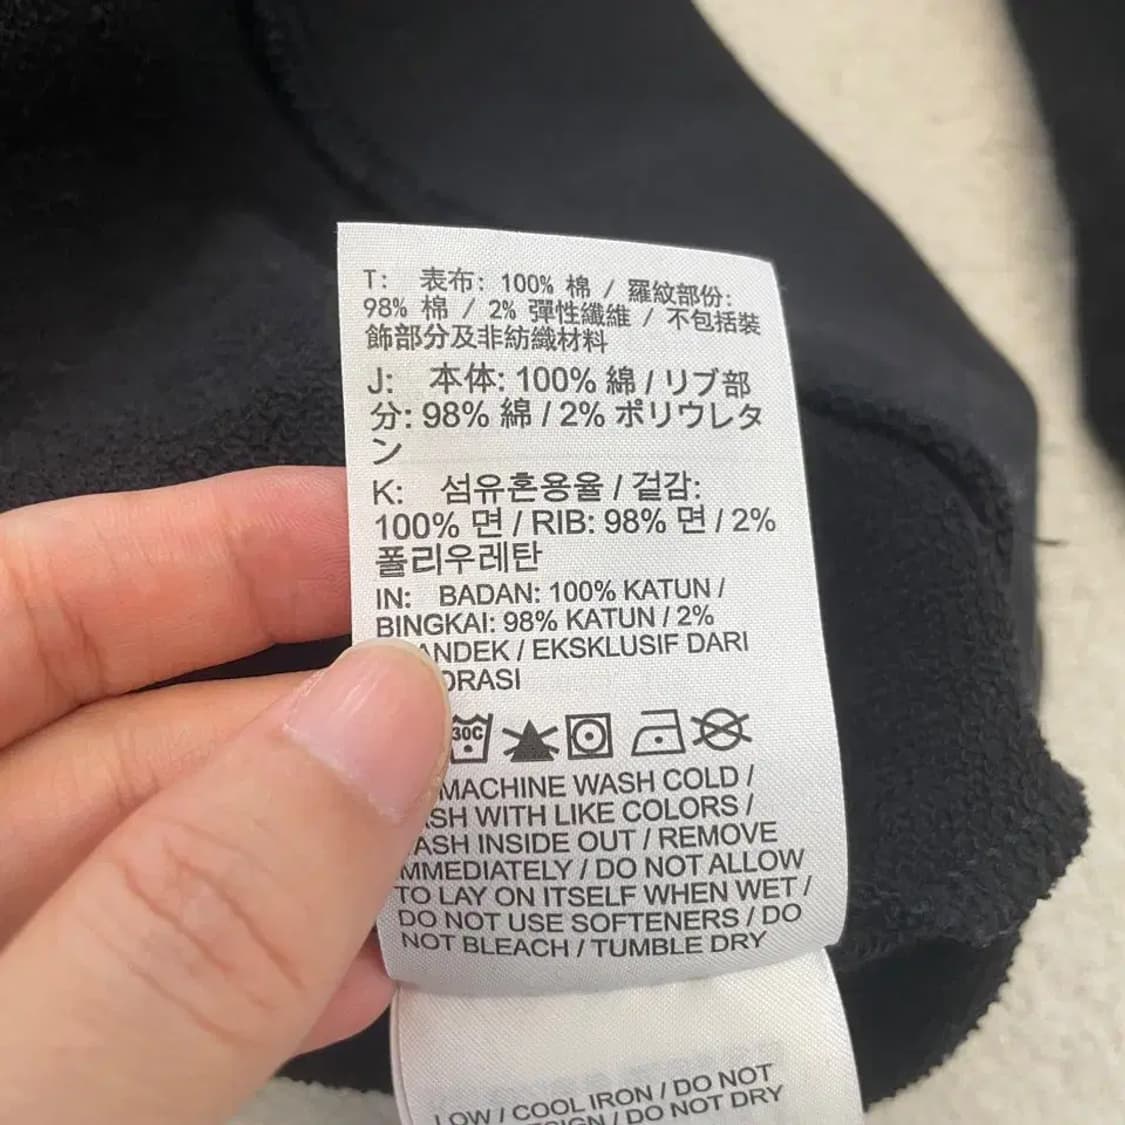 T: 表布: 100% 棉 / 羅紋部份:
98% 棉 / 2% 彈性纖維 / 不包括裝
飾部分及非紡織材料
J: 本体: 100% 綿 / リブ部
分: 98% 綿 / 2% ポリウレタ
ン
K: 섬유혼용율 / 겉감:
100% 면 / RIB: 98% 면 / 2%
폴리우레탄
IN: BADAN: 100% KATUN /
BINGKAI: 98% KATUN / 2%
ANDEK / EKSKLUSIF DARI
ORASI
30C
MACHINE WASH COLD /
SH WITH LIKE COLORS /
ASH INSIDE OUT / REMOVE
MMEDIATELY / DO NOT ALLOW
TO LAY ON ITSELF WHEN WET /
DO NOT USE SOFTENERS / DO
NOT BLEACH / TUMBLE DRY
LOW / COOL IRON / DO NOT
SIGN / DO NOT DRY